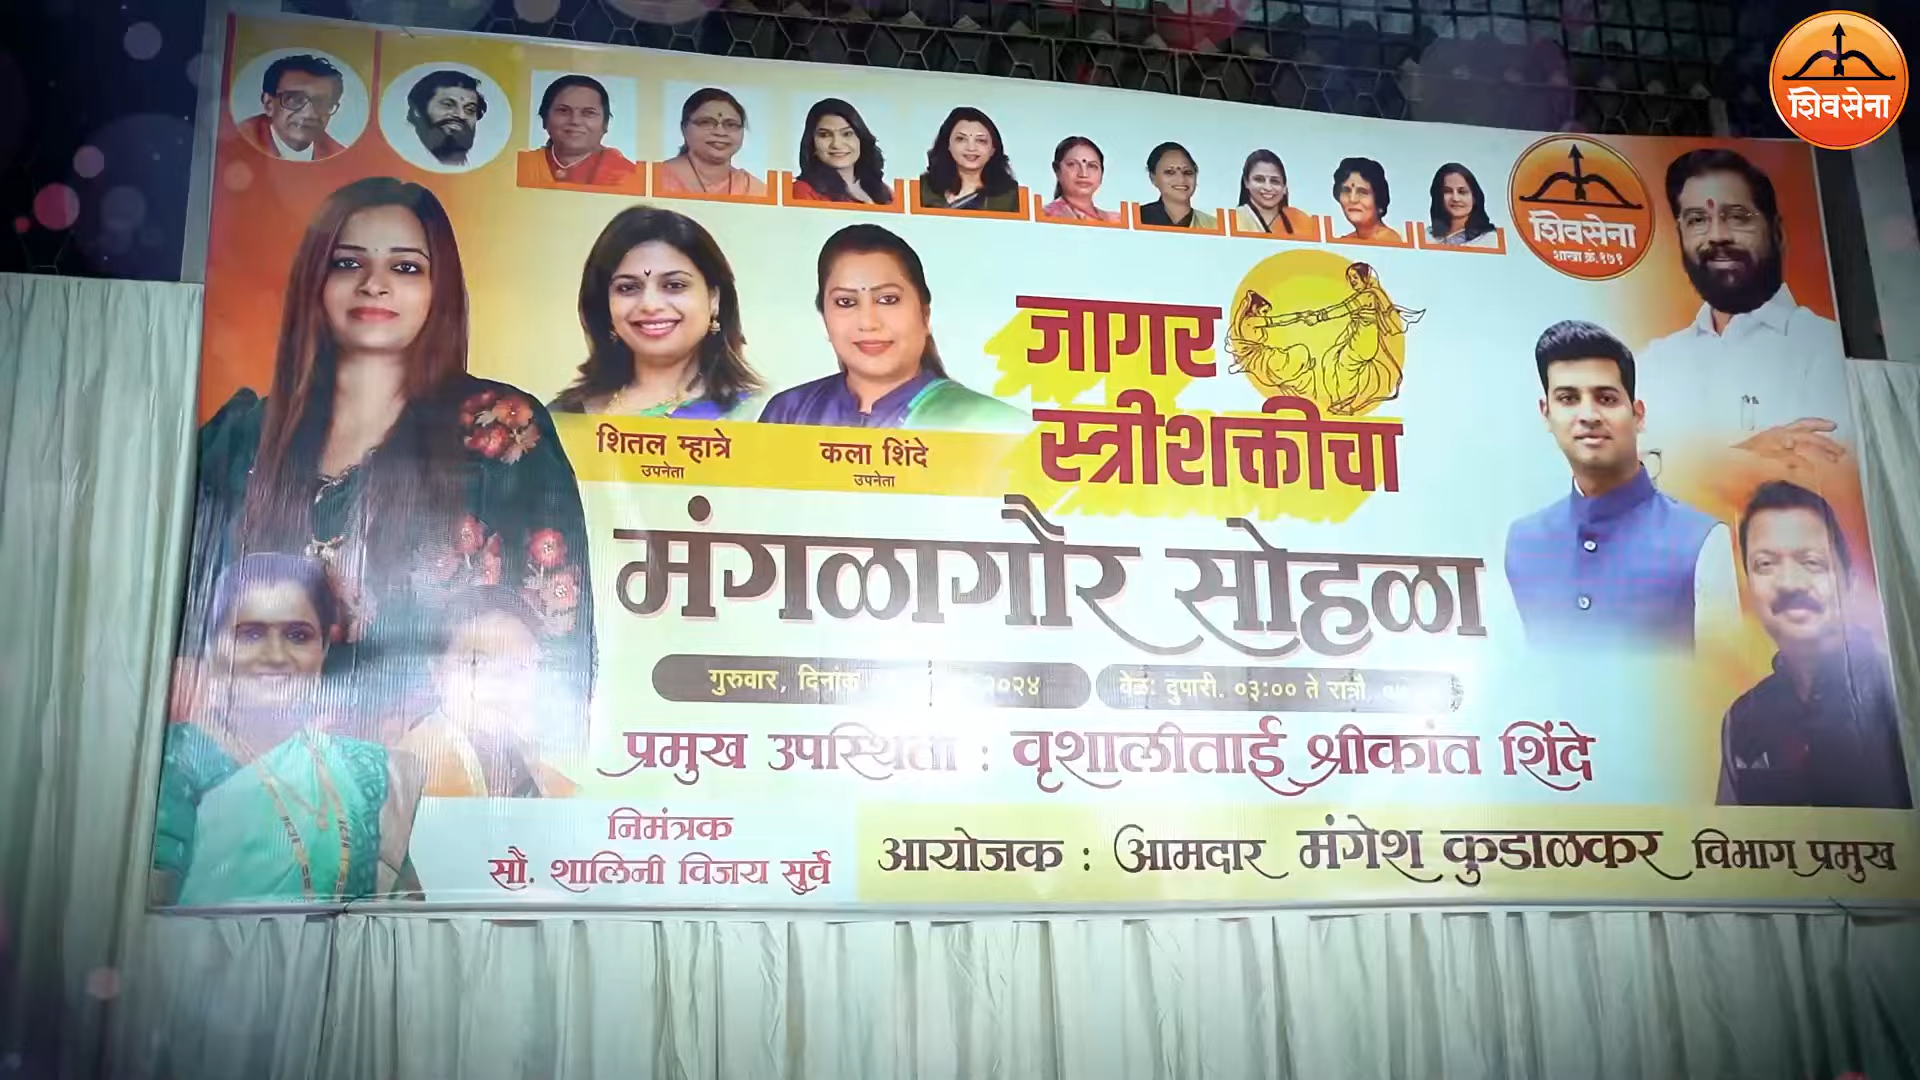 शिवसेना
शिवसेना
शाखा क्र. १७१
जागर
स्त्रीशक्तीचा
शितल म्हात्रे
उपनेता
कला शिंदे
उपनेता
मंगळागौर सोहळा
गुरुवार, दिनांक २०२४
वेळ: दुपारी. ०३:०० ते रात्रौ.
प्रमुख उपस्थिती : वृशालीताई श्रीकांत शिंदे
निमंत्रक
सौ. शालिनी विजय सुर्वे
आयोजक : आमदार मंगेश कुडाळकर विभाग प्रमुख